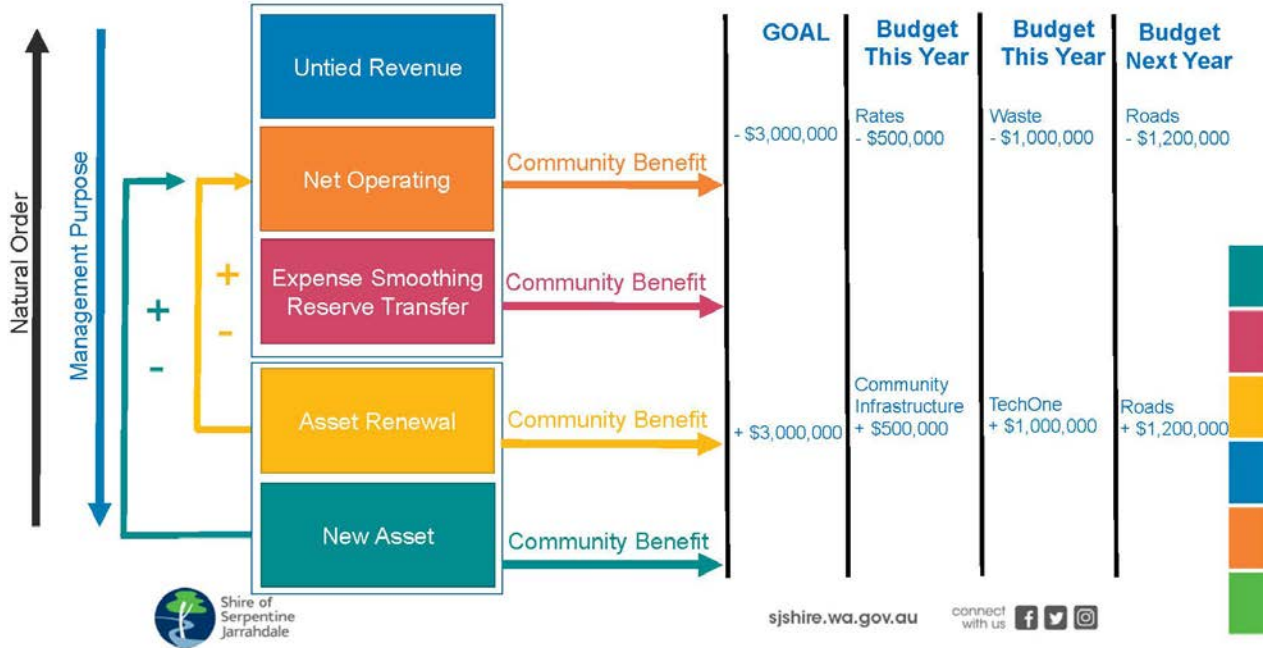 Natural Order
Management Purpose
+
-
+
-
Untied Revenue
Net Operating
Expense Smoothing
Reserve Transfer
Asset Renewal
New Asset
Community Benefit
Community Benefit
Community Benefit
Community Benefit
GOAL
- $3,000,000
+ $3,000,000
Budget
This Year
Rates
- $500,000
Community
Infrastructure
+ $500,000
Budget
This Year
Waste
- $1,000,000
TechOne
+ $1,000,000
Budget
Next Year
Roads
- $1,200,000
Roads
+ $1,200,000
Shire of
Serpentine
Jarrahdale
sjshire.wa.gov.au
connect
with us